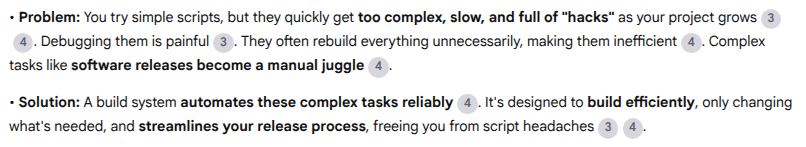 • Problem: You try simple scripts, but they quickly get too complex, slow, and full of "hacks" as your project grows 3
4 . Debugging them is painful 3 . They often rebuild everything unnecessarily, making them inefficient 4 . Complex
tasks like software releases become a manual juggle 4 .
• Solution: A build system automates these complex tasks reliably 4 . It's designed to build efficiently, only changing
what's needed, and streamlines your release process, freeing you from script headaches 3 4 .